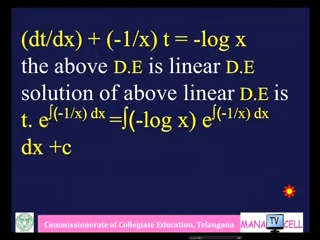 (dt/dx) + (-1/x) t = -log x
the above D.E is linear D.E
solution of above linear D.E is
t. e^∫(-1/x) dx =∫(-log x) e^∫(-1/x) dx
dx +c
Commissionerate of Collegiate Education, Telangana MANA TV CELL